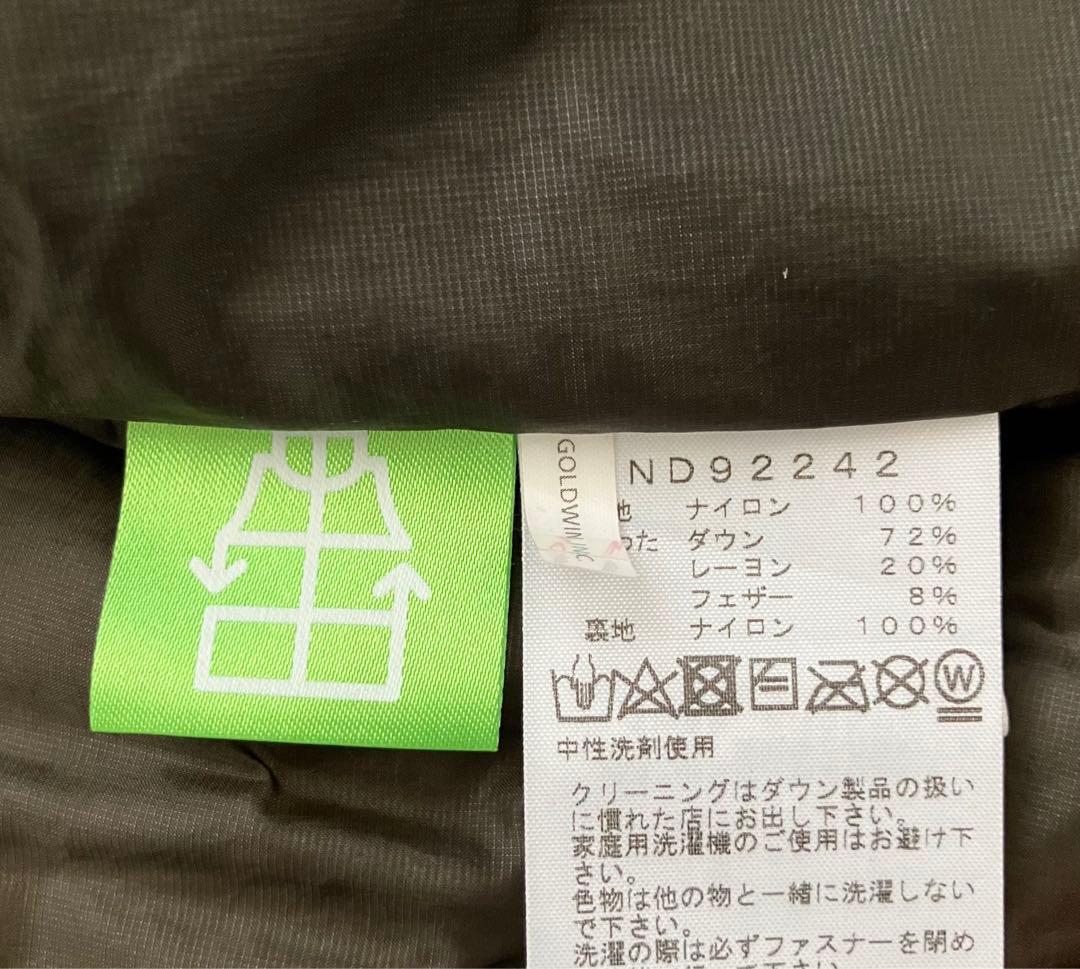 GOLDWIN INC
ND92242
地 ナイロン 100%
った ダウン 72%
レーヨン 20%
フェザー 8%
裏地 ナイロン 100%
W
中性洗剤使用
クリーニングはダウン製品の扱い
に慣れた店にお出し下さい。
家庭用洗濯機のご使用はお避け下
さい。
色物は他の物と一緒に洗濯しない
で下さい。
洗濯の際は必ずファスナーを閉め